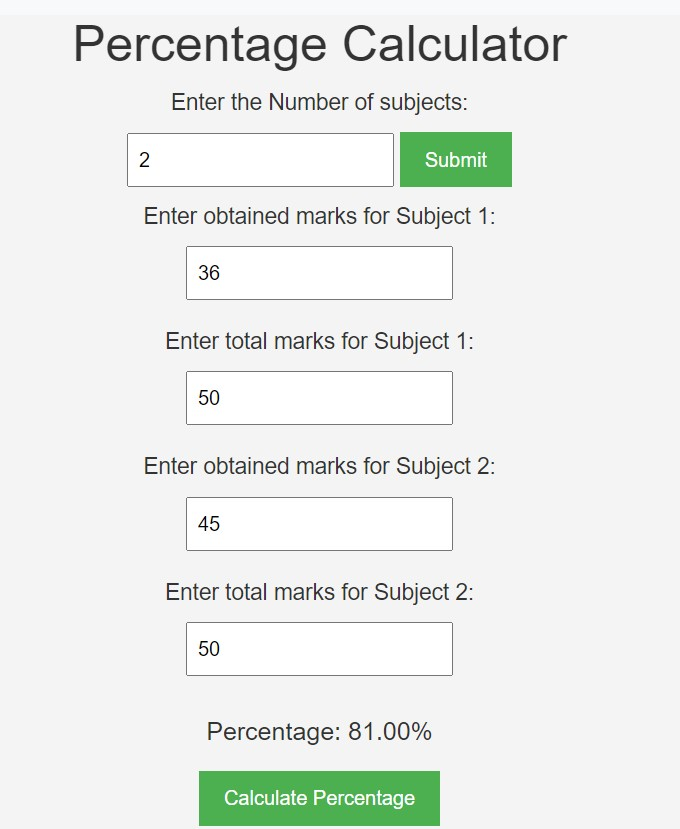 Percentage Calculator
Enter the Number of subjects:
2 Submit
Enter obtained marks for Subject 1:
36
Enter total marks for Subject 1:
50
Enter obtained marks for Subject 2:
45
Enter total marks for Subject 2:
50
Percentage: 81.00%
Calculate Percentage